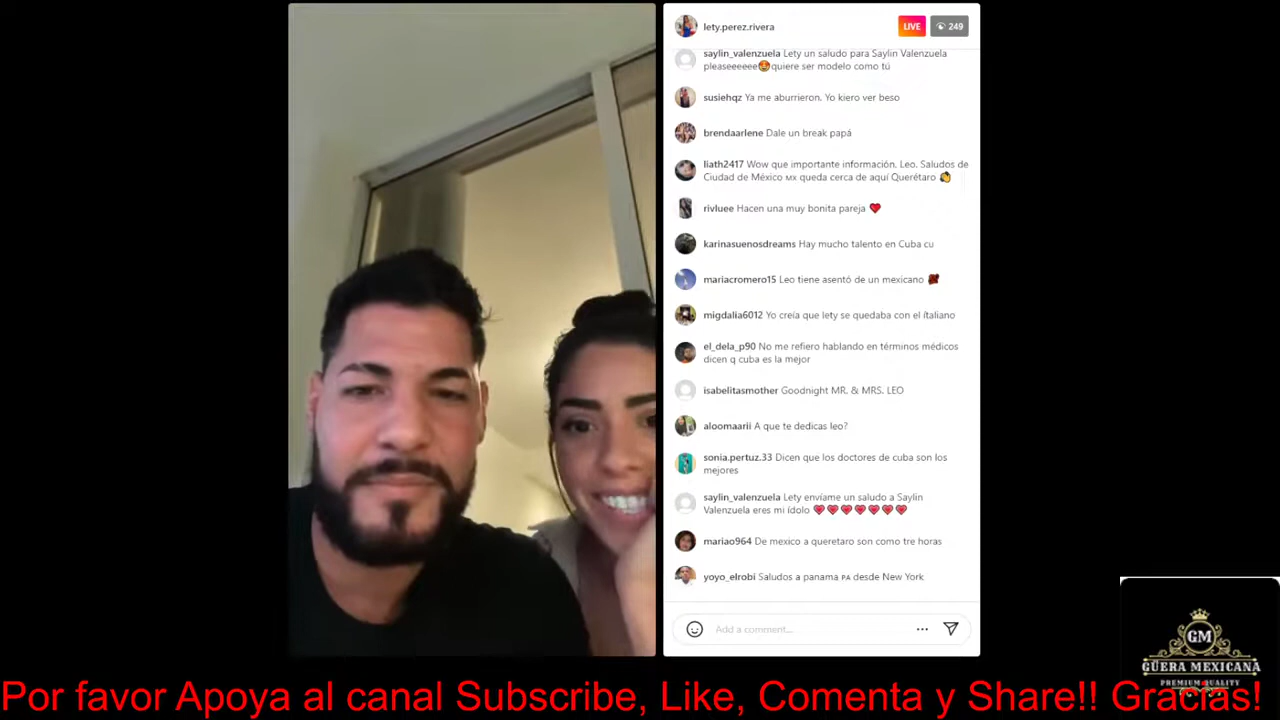 lety.perez.rivera
LIVE
249
saylin_valenzuela Lety un saludo para Saylin Valenzuela
pleaseeeeee🤩quiere ser modelo como tú
susiehqz Ya me aburrieron. Yo kiero ver beso
brendaarlene Dale un break papá
liath2417 Wow que importante información. Leo. Saludos de
Ciudad de México MX queda cerca de aquí Querétaro 👏
rivluee Hacen una muy bonita pareja ❤️
karinasuenosdreams Hay mucho talento en Cuba cu
mariacromero15 Leo tiene asentó de un mexicano
migdalia6012 Yo creía que lety se quedaba con el ítaliano
el_dela_p90 No me refiero hablando en términos médicos
dicen q cuba es la mejor
isabelitasmother Goodnight MR. & MRS. LEO
aloomaarii A que te dedicas leo?
sonia.pertuz.33 Dicen que los doctores de cuba son los
mejores
saylin_valenzuela Lety envíame un saludo a Saylin
Valenzuela eres mi ídolo 💗💗💗💗💗💗💗
mariao964 De mexico a queretaro son como tre horas
yoyo_elrobi Saludos a panama PA desde New York
Add a comment...
GM
GÜERA MEXICANA
PREMIUM QUALITY
Por favor Apoya al canal Subscribe, Like, Comenta y Share!! Gracias!